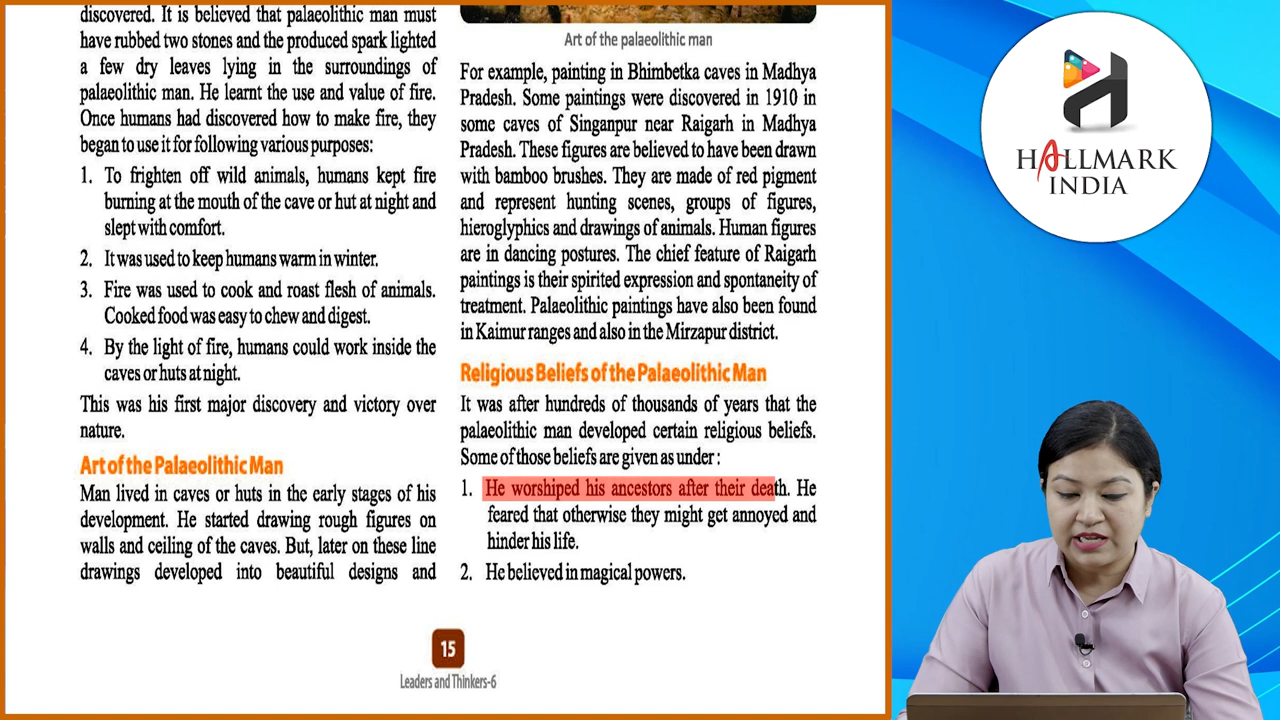 discovered. It is believed that palaeolithic man must
have rubbed two stones and the produced spark lighted
a few dry leaves lying in the surroundings of
palaeolithic man. He learnt the use and value of fire.
Once humans had discovered how to make fire, they
began to use it for following various purposes:
1. To frighten off wild animals, humans kept fire
burning at the mouth of the cave or hut at night and
slept with comfort.
2. It was used to keep humans warm in winter.
3. Fire was used to cook and roast flesh of animals.
Cooked food was easy to chew and digest.
4. By the light of fire, humans could work inside the
caves or huts at night.
This was his first major discovery and victory over
nature.
Art of the Palaeolithic Man
Man lived in caves or huts in the early stages of his
development. He started drawing rough figures on
walls and ceiling of the caves. But, later on these line
drawings developed into beautiful designs and
Art of the palaeolithic man
For example, painting in Bhimbetka caves in Madhya
Pradesh. Some paintings were discovered in 1910 in
some caves of Singanpur near Raigarh in Madhya
Pradesh. These figures are believed to have been drawn
with bamboo brushes. They are made of red pigment
and represent hunting scenes, groups of figures,
hieroglyphics and drawings of animals. Human figures
are in dancing postures. The chief feature of Raigarh
paintings is their spirited expression and spontaneity of
treatment. Palaeolithic paintings have also been found
in Kaimur ranges and also in the Mirzapur district.
Religious Beliefs of the Palaeolithic Man
It was after hundreds of thousands of years that the
palaeolithic man developed certain religious beliefs.
Some of those beliefs are given as under:
1. He worshiped his ancestors after their death. He
feared that otherwise they might get annoyed and
hinder his life.
2. He believed in magical powers.
15
Leaders and Thinkers-6
HALLMARK
INDIA